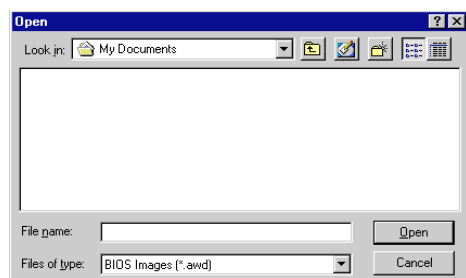 Open
Look in: My Documents
File name: Open
Files of type: BIOS Images (*.awd) Cancel